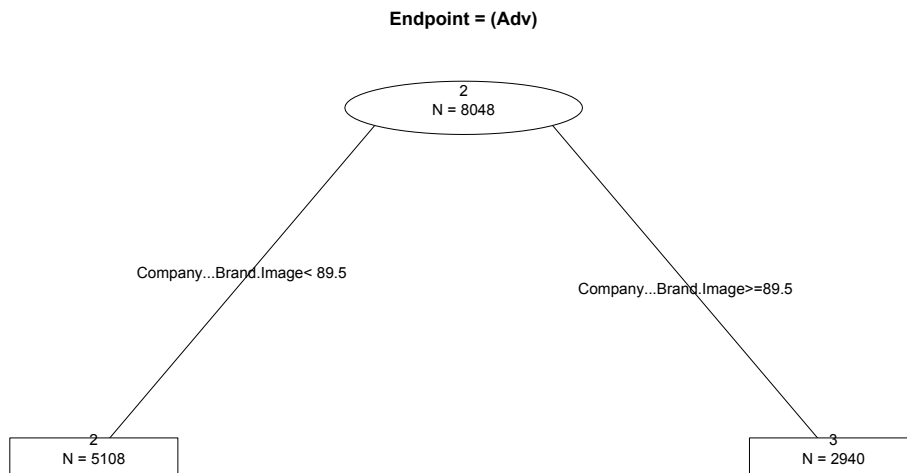 Endpoint = (Adv)
2
N = 8048
Company...Brand.Image< 89.5
Company...Brand.Image>=89.5
2
N = 5108
3
N = 2940